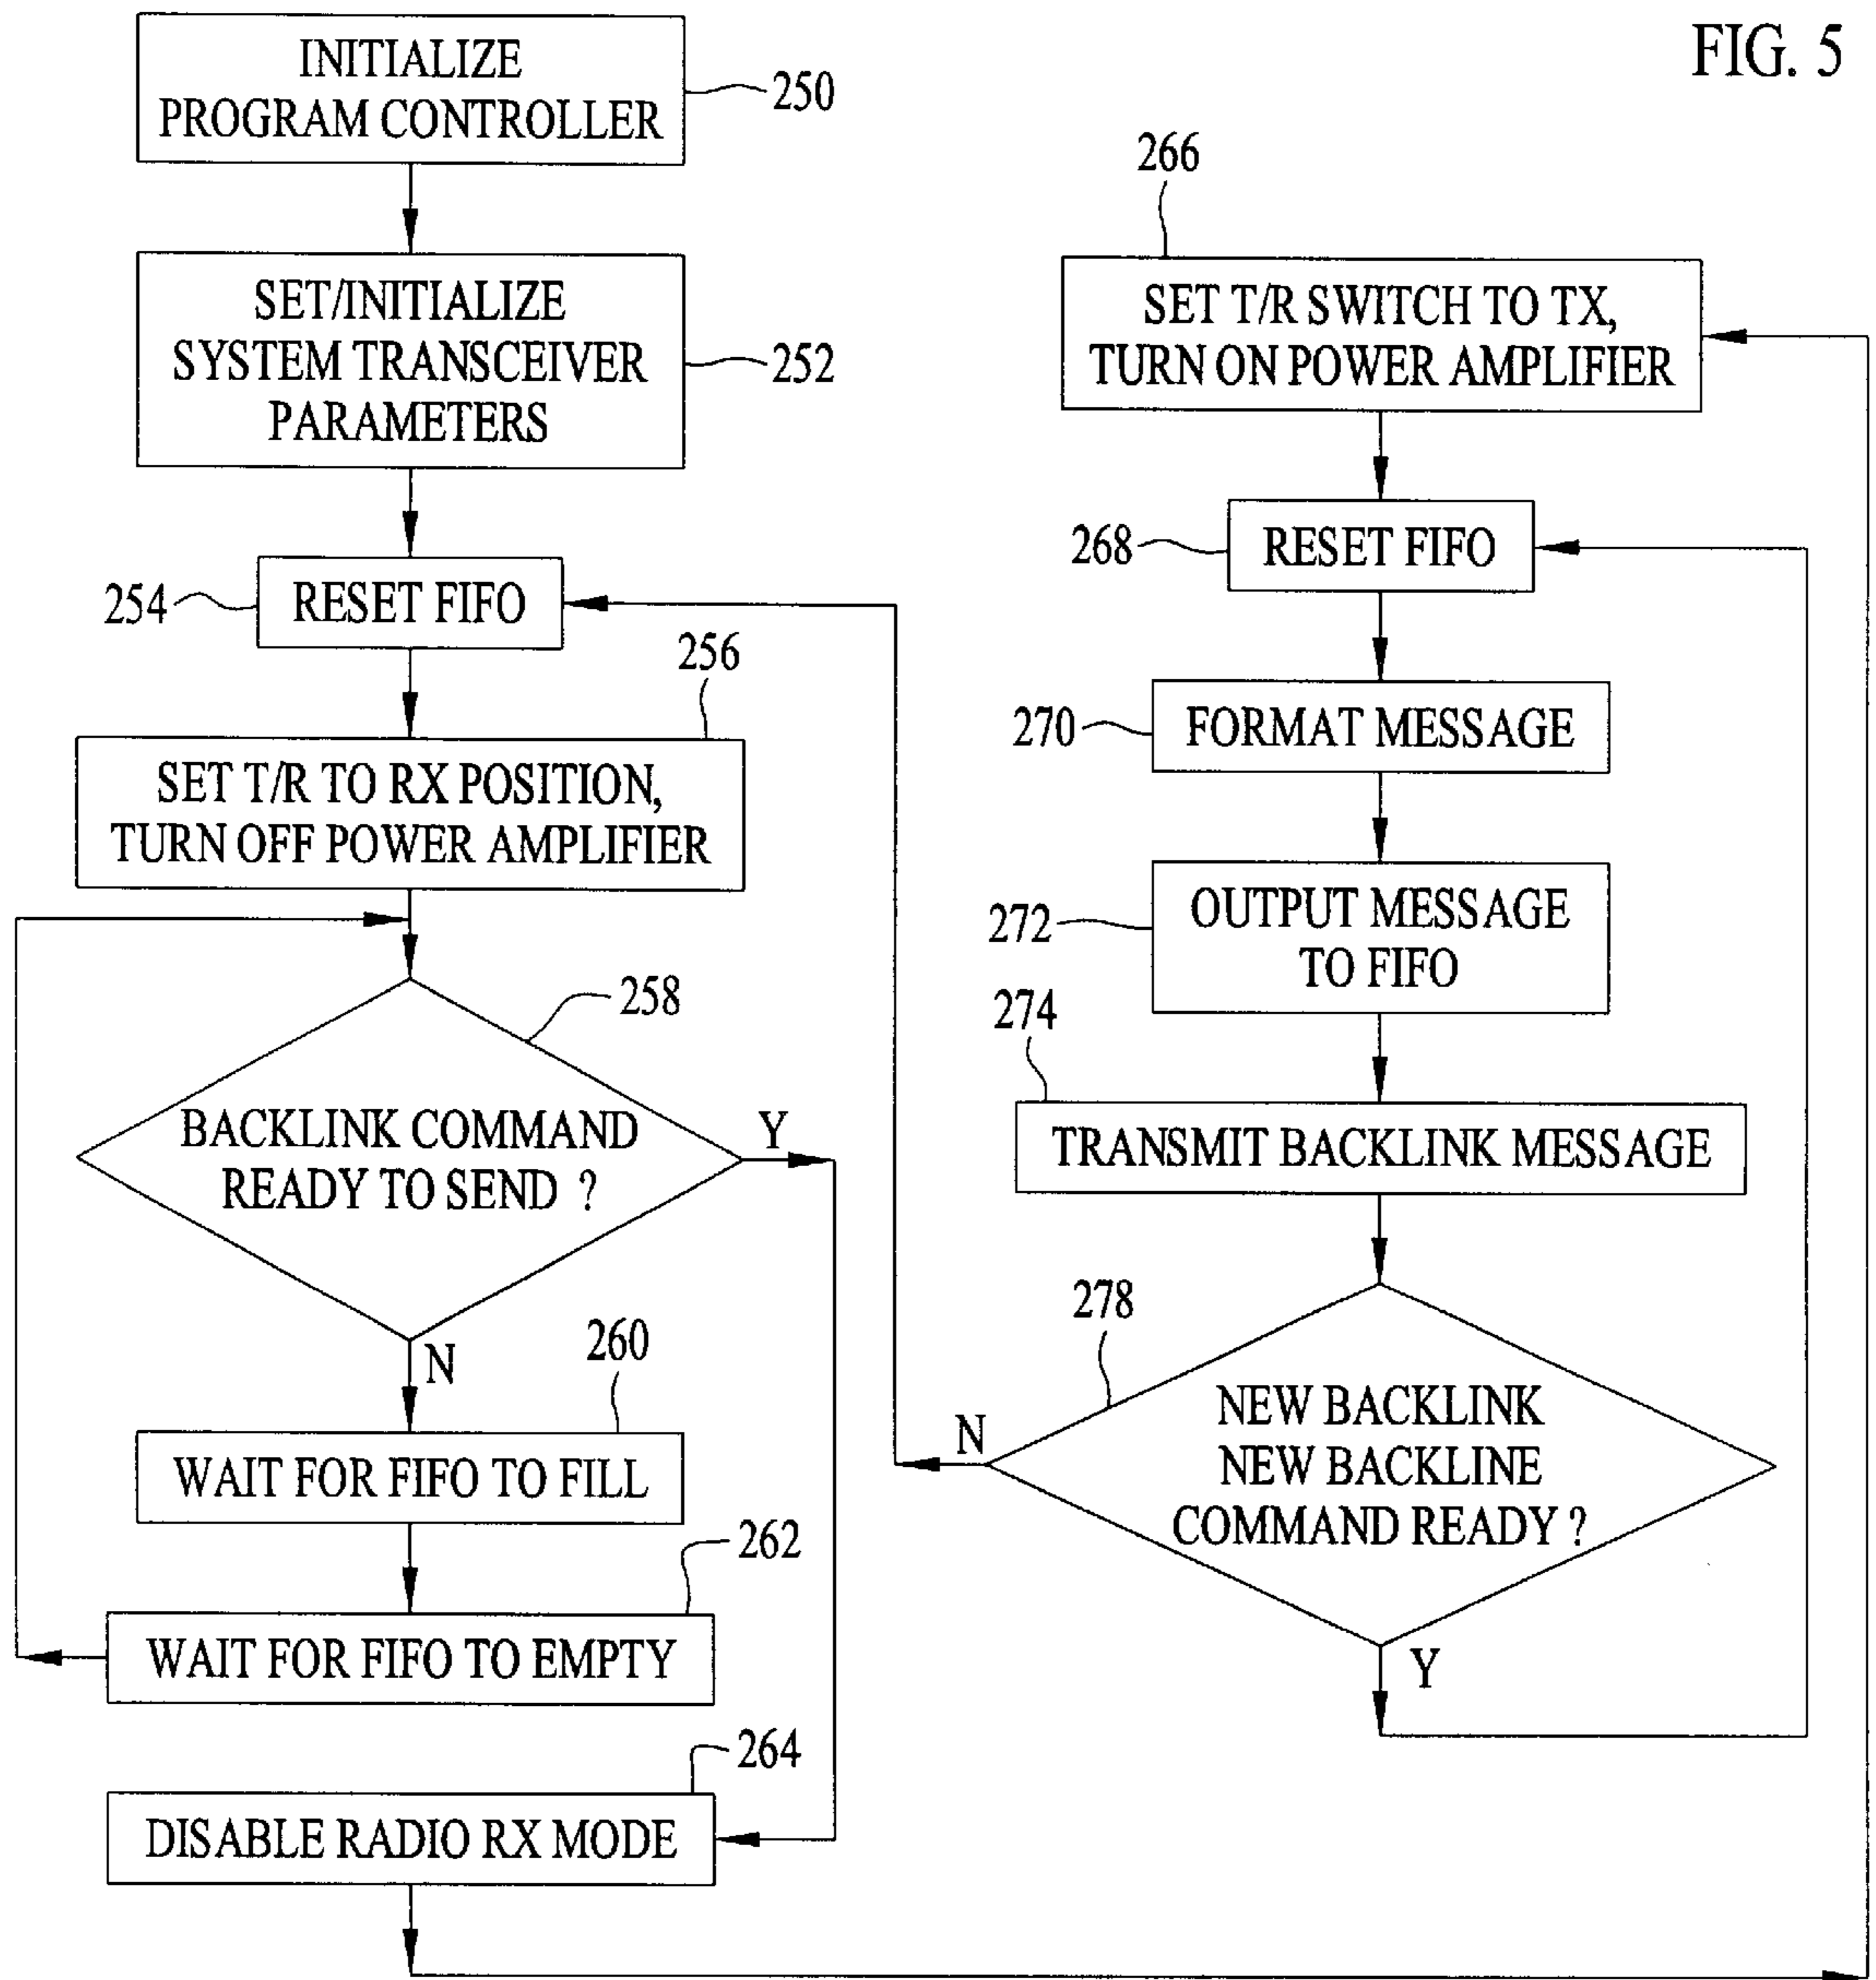 FIG. 5
INITIALIZE
PROGRAM CONTROLLER
250
SET/INITIALIZE
SYSTEM TRANSCEIVER
PARAMETERS
252
254
RESET FIFO
256
SET T/R TO RX POSITION,
TURN OFF POWER AMPLIFIER
258
BACKLINK COMMAND
READY TO SEND ?
Y
N
260
WAIT FOR FIFO TO FILL
262
WAIT FOR FIFO TO EMPTY
264
DISABLE RADIO RX MODE
266
SET T/R SWITCH TO TX,
TURN ON POWER AMPLIFIER
268
RESET FIFO
270
FORMAT MESSAGE
272
OUTPUT MESSAGE
TO FIFO
274
TRANSMIT BACKLINK MESSAGE
278
N
NEW BACKLINK
NEW BACKLINE
COMMAND READY ?
Y